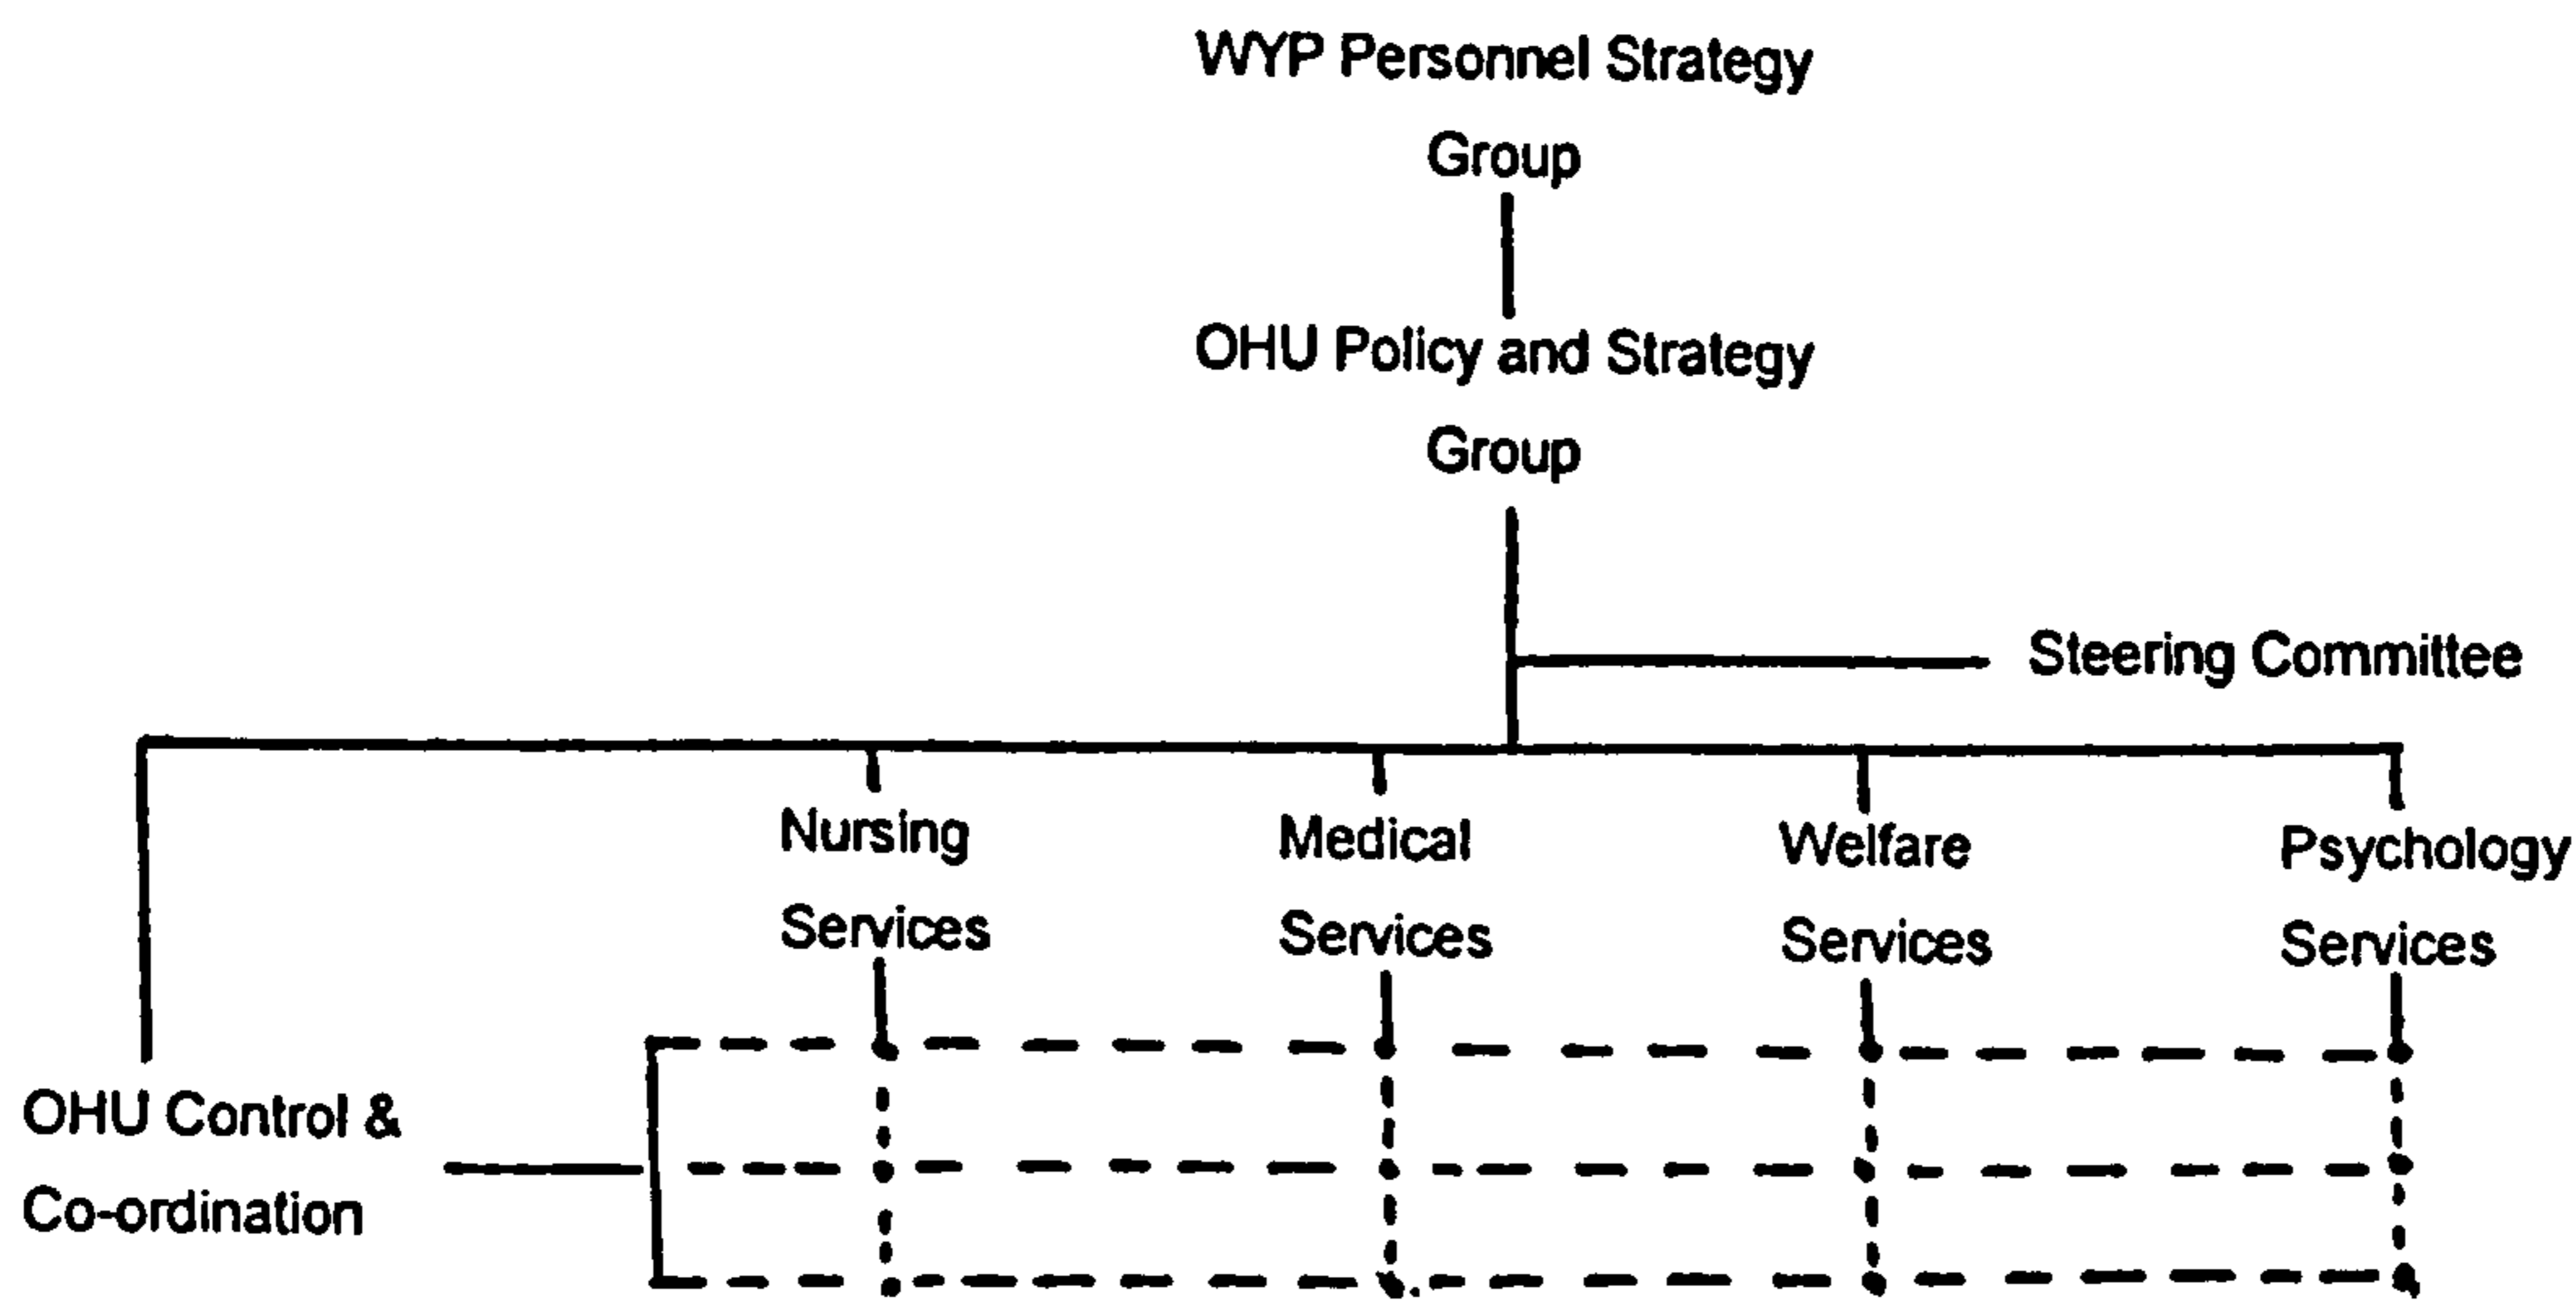 WYP Personnel Strategy
Group
OHU Policy and Strategy
Group
Steering Committee
Nursing
Services
Medical
Services
Welfare
Services
Psychology
Services
OHU Control &
Co-ordination